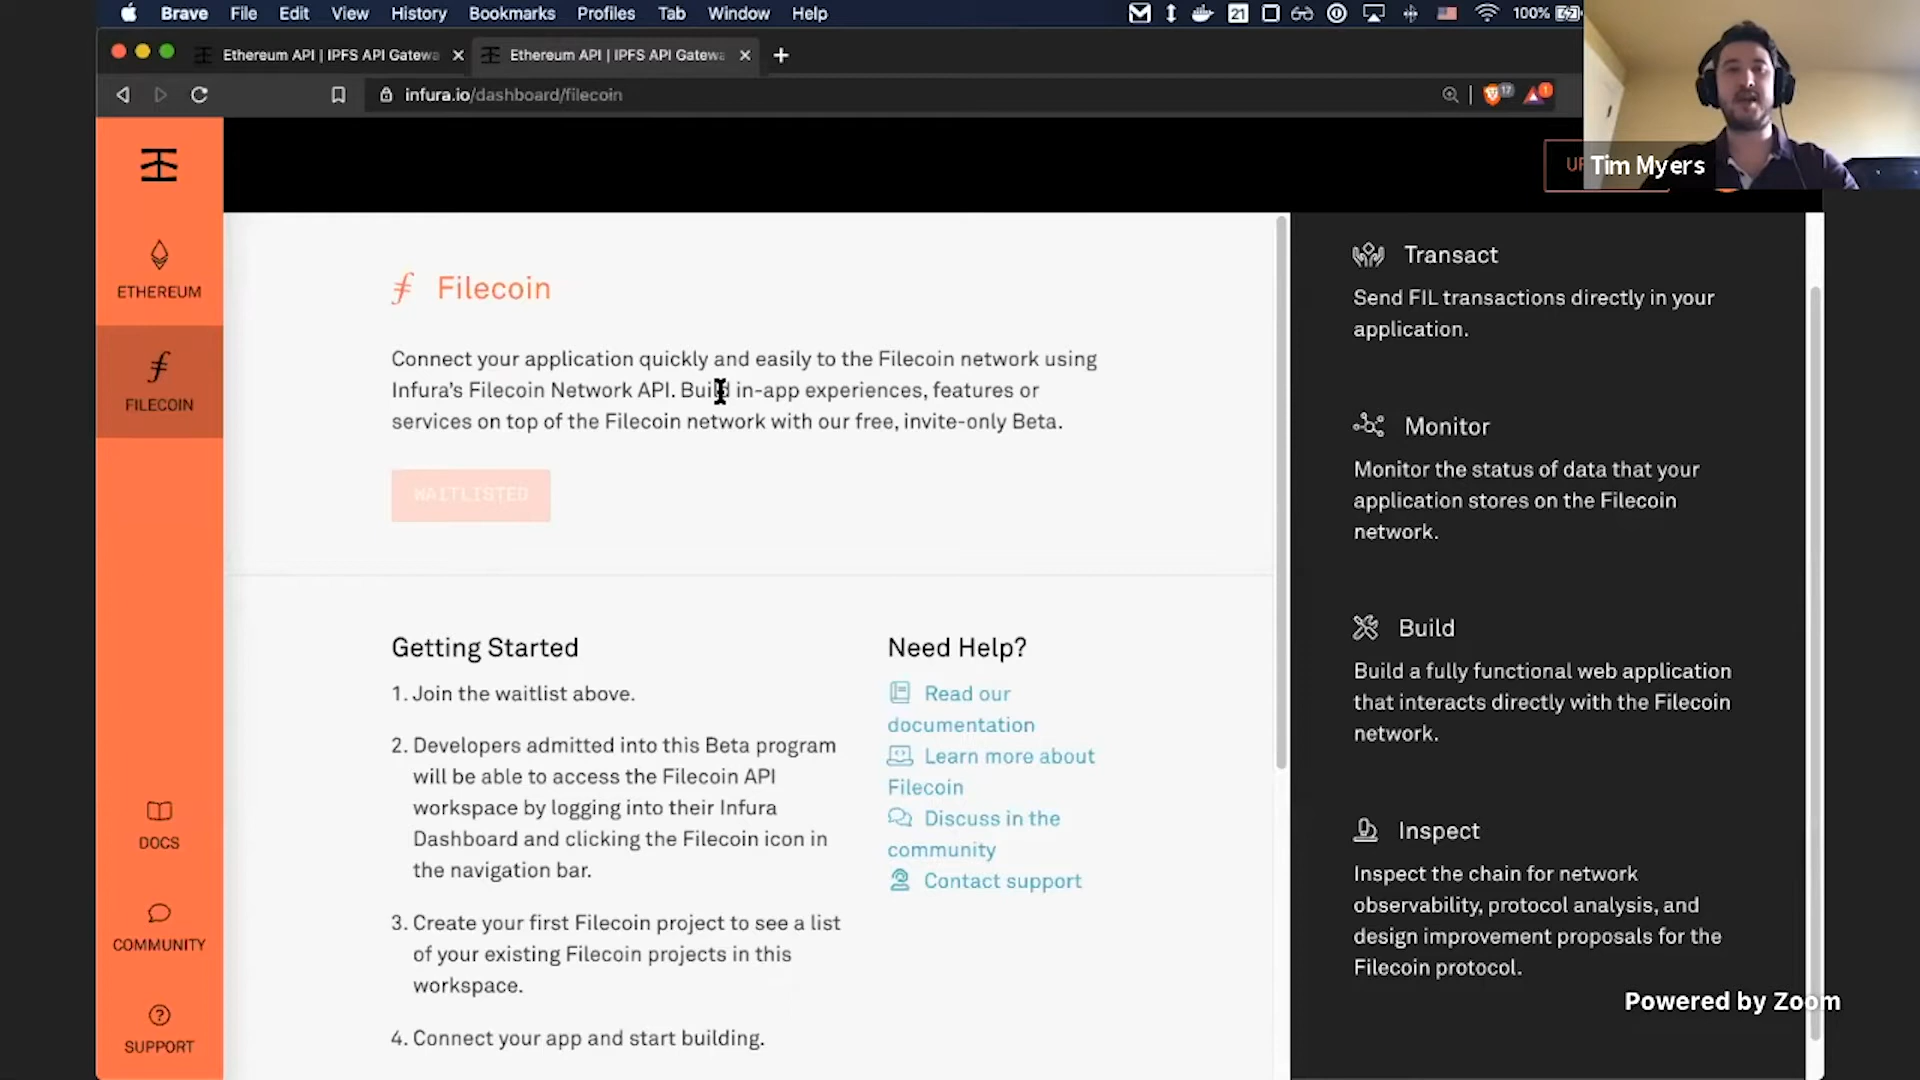 Brave File Edit View History Bookmarks Profiles Tab Window Help 21 100%
Ethereum API | IPFS API Gatewa Ethereum API | IPFS API Gatewa
infura.io/dashboard/filecoin 17 1
UP
Tim Myers
ETHEREUM
FILECOIN
DOCS
COMMUNITY
SUPPORT
Filecoin
Connect your application quickly and easily to the Filecoin network using
Infura's Filecoin Network API. Build in-app experiences, features or
services on top of the Filecoin network with our free, invite-only Beta.
WAITLISTED
Getting Started
1. Join the waitlist above.
2. Developers admitted into this Beta program
will be able to access the Filecoin API
workspace by logging into their Infura
Dashboard and clicking the Filecoin icon in
the navigation bar.
3. Create your first Filecoin project to see a list
of your existing Filecoin projects in this
workspace.
4. Connect your app and start building.
Need Help?
Read our
documentation
Learn more about
Filecoin
Discuss in the
community
Contact support
Transact
Send FIL transactions directly in your
application.
Monitor
Monitor the status of data that your
application stores on the Filecoin
network.
Build
Build a fully functional web application
that interacts directly with the Filecoin
network.
Inspect
Inspect the chain for network
observability, protocol analysis, and
design improvement proposals for the
Filecoin protocol.
Powered by Zoom